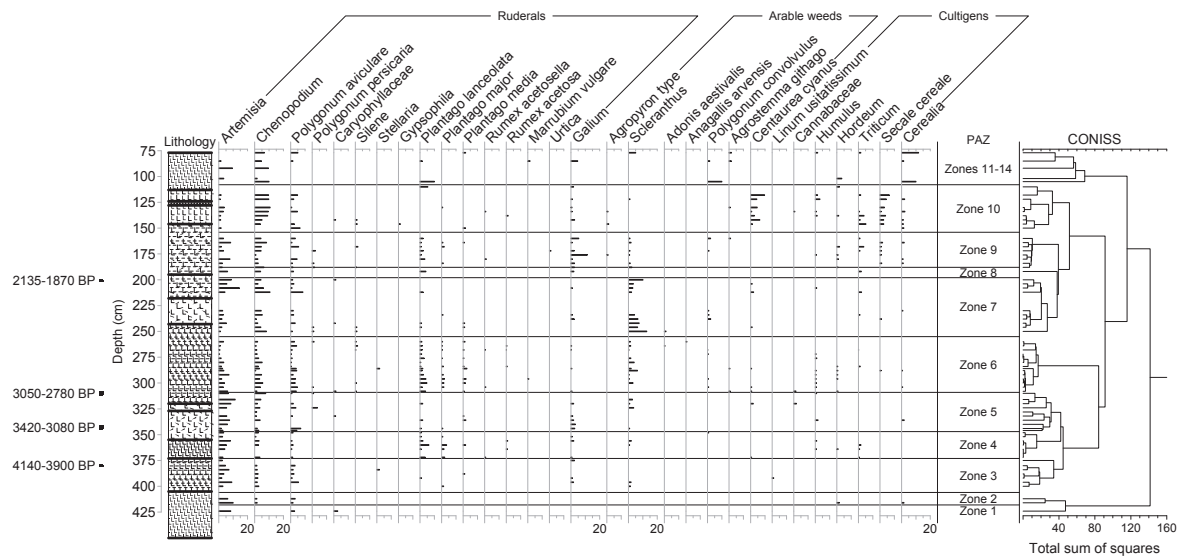 Ruderals
Arable weeds
Cultigens
Lithology
Artemisia
Chenopodium
Polygonum aviculare
Polygonum persicaria
Caryophyllaceae
Silene
Stellaria
Gypsophila
Plantago lanceolata
Plantago major
Plantago media
Rumex acetosella
Rumex acetosa
Marrubium vulgare
Urtica
Galium
Agropyron type
Scleranthus
Adonis aestivalis
Anagallis arvensis
Polygonum convolvulus
Agrostemma githago
Centaurea cyanus
Linum usitatissimum
Cannabaceae
Humulus
Hordeum
Triticum
Secale cereale
Cerealia
PAZ
CONISS
Depth (cm)
75
100
125
150
175
200
225
250
275
300
325
350
375
400
425
2135-1870 BP
3050-2780 BP
3420-3080 BP
4140-3900 BP
Zones 11-14
Zone 10
Zone 9
Zone 8
Zone 7
Zone 6
Zone 5
Zone 4
Zone 3
Zone 2
Zone 1
20 20 20 20 20
40 80 120 160
Total sum of squares